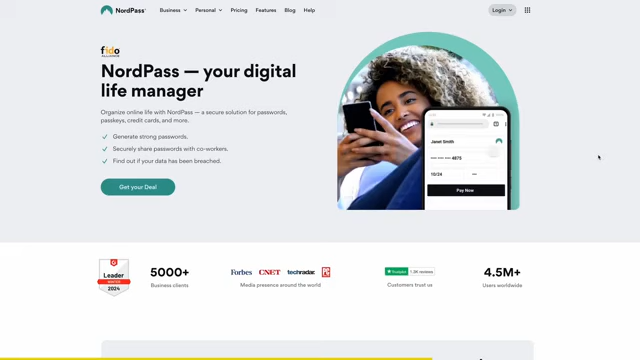 NordPass
Business Personal Pricing Features Blog Help
Login
fido
ALLIANCE
NordPass — your digital
life manager
Organize online life with NordPass — a secure solution for passwords,
passkeys, credit cards, and more.
Generate strong passwords.
Securely share passwords with co-workers.
Find out if your data has been breached.
Get your Deal
Janet Smith
•••• •••• •••• 4875
10/24 •••
Pay Now
Leader
2024
5000+
Business clients
Forbes CNET techradar PC
Media presence around the world
Trustpilot 1.2K reviews
Customers trust us
4.5M+
Users worldwide